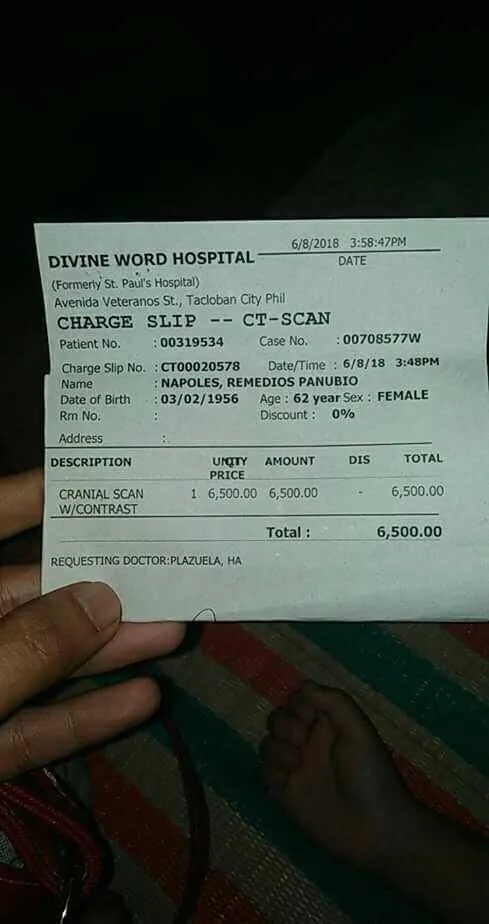 6/8/2018 3:58:47PM
DIVINE WORD HOSPITAL
DATE
(Formerly St. Paul's Hospital)
Avenida Veteranos St., Tacloban City Phil
CHARGE SLIP -- CT-SCAN
Patient No. : 00319534 Case No. : 00708577W
Charge Slip No. : CT00020578 Date/Time : 6/8/18 3:48PM
Name : NAPOLES, REMEDIOS PANUBIO
Date of Birth : 03/02/1956 Age : 62 year Sex : FEMALE
Rm No. : Discount : 0%
Address :
DESCRIPTION QTY UNIT PRICE AMOUNT DIS TOTAL
CRANIAL SCAN 1 6,500.00 6,500.00 - 6,500.00
W/CONTRAST
Total : 6,500.00
REQUESTING DOCTOR:PLAZUELA, HA